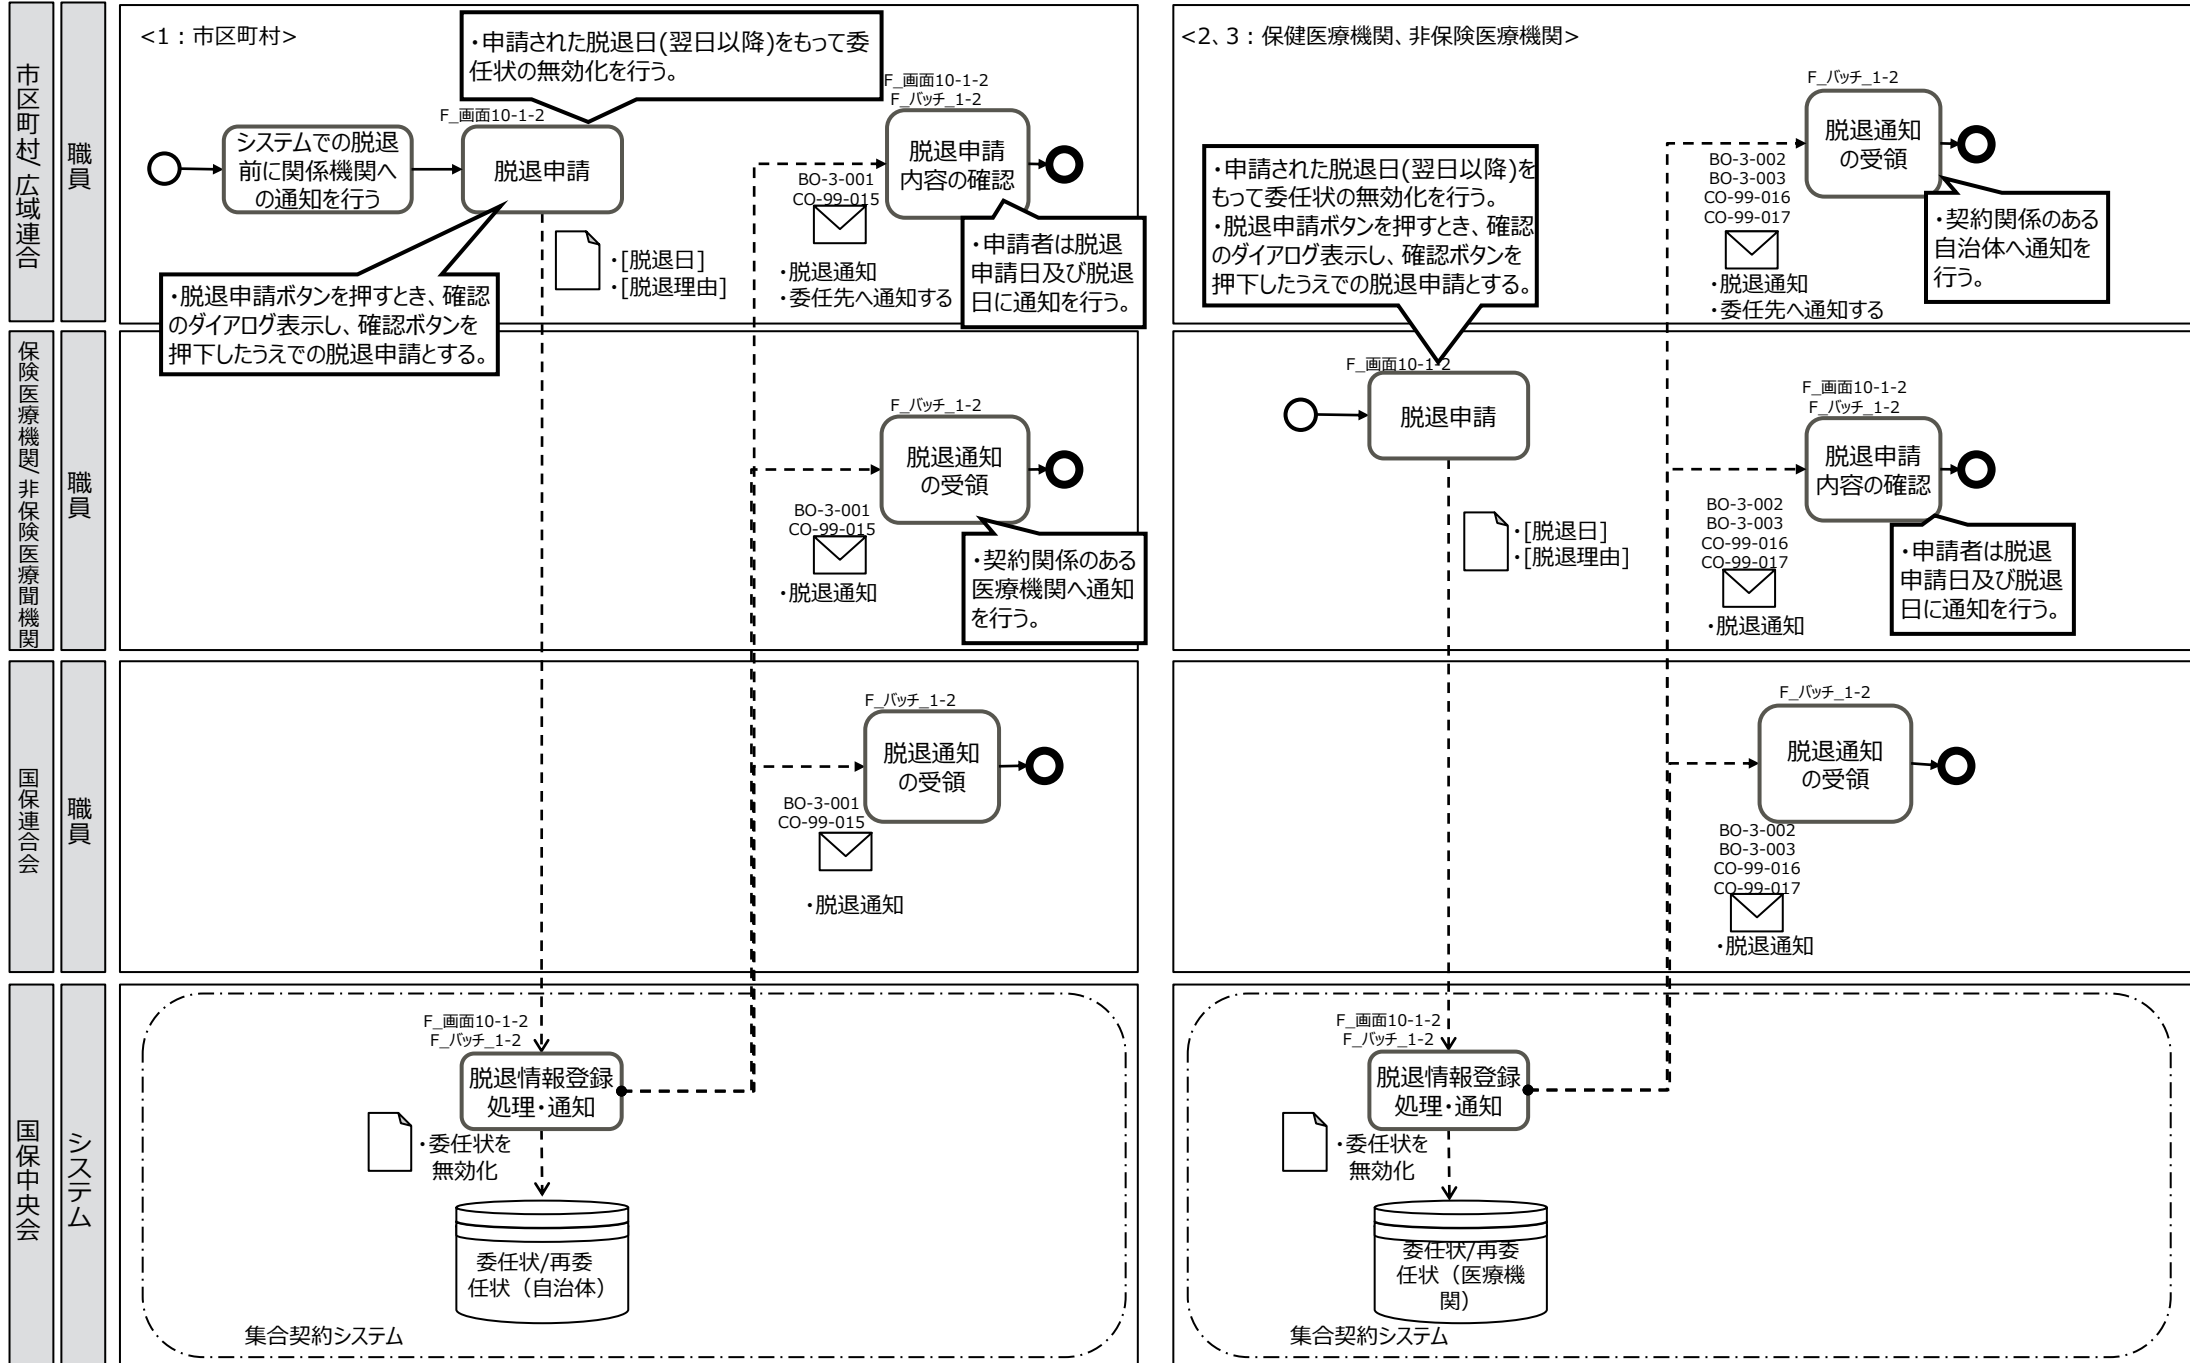 市区町村/広域連合
職員
<1：市区町村>
・申請された脱退日(翌日以降)をもって委
任状の無効化を行う。
システムでの脱退
前に関係機関へ
の通知を行う
F_画面10-1-2
脱退申請
・[脱退日]
・[脱退理由]
・脱退申請ボタンを押すとき、確認
のダイアログ表示し、確認ボタンを
押下したうえでの脱退申請とする。
F_画面10-1-2
F_バッチ_1-2
脱退申請
内容の確認
BO-3-001
CO-99-015
・脱退通知
・委任先へ通知する
・申請者は脱退
申請日及び脱退
日に通知を行う。
<2、3：保健医療機関、非保険医療機関>
・申請された脱退日(翌日以降)を
もって委任状の無効化を行う。
・脱退申請ボタンを押すとき、確認
のダイアログ表示し、確認ボタンを
押下したうえでの脱退申請とする。
F_バッチ_1-2
脱退通知
の受領
BO-3-002
BO-3-003
CO-99-016
CO-99-017
・脱退通知
・委任先へ通知する
・契約関係のある
自治体へ通知を
行う。
保険医療機関/非保険医療聞機関
職員
F_バッチ_1-2
脱退通知
の受領
BO-3-001
CO-99-015
・脱退通知
・契約関係のある
医療機関へ通知
を行う。
F_画面10-1-2
脱退申請
・[脱退日]
・[脱退理由]
F_画面10-1-2
F_バッチ_1-2
脱退申請
内容の確認
BO-3-002
BO-3-003
CO-99-016
CO-99-017
・脱退通知
・申請者は脱退
申請日及び脱退
日に通知を行う。
国保連合会
職員
F_バッチ_1-2
脱退通知
の受領
BO-3-001
CO-99-015
・脱退通知
F_バッチ_1-2
脱退通知
の受領
BO-3-002
BO-3-003
CO-99-016
CO-99-017
・脱退通知
国保中央会
システム
F_画面10-1-2
F_バッチ_1-2
脱退情報登録
処理・通知
・委任状を
無効化
委任状/再委
任状（自治体）
集合契約システム
F_画面10-1-2
F_バッチ_1-2
脱退情報登録
処理・通知
・委任状を
無効化
委任状/再委
任状（医療機
関）
集合契約システム